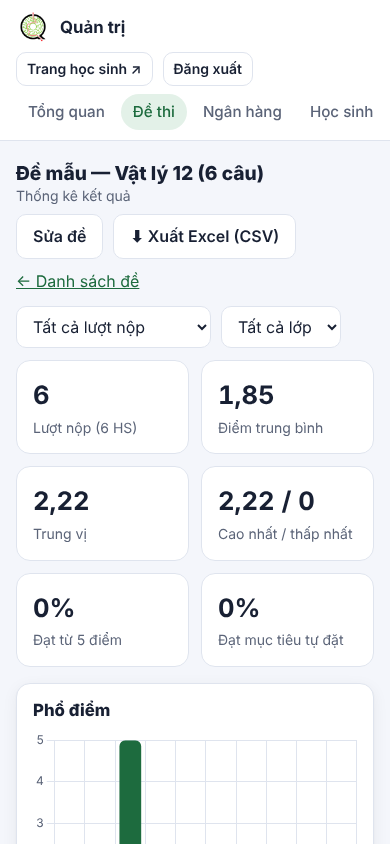 Quản trị
Trang học sinh ↗ Đăng xuất
Tổng quan Đề thi Ngân hàng Học sinh
Đề mẫu — Vật lý 12 (6 câu)
Thống kê kết quả
Sửa đề ⬇ Xuất Excel (CSV)
← Danh sách đề
Tất cả lượt nộp Tất cả lớp
6 1,85
Lượt nộp (6 HS) Điểm trung bình
2,22 2,22 / 0
Trung vị Cao nhất / thấp nhất
0% 0%
Đạt từ 5 điểm Đạt mục tiêu tự đặt
Phổ điểm
5
4
3